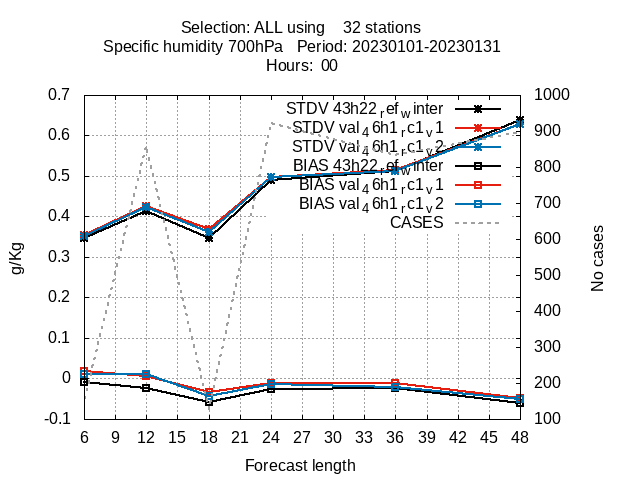 Selection: ALL using    32 stations
Specific humidity 700hPa   Period: 20230101-20230131
Hours:  00
STDV 43h22_ref_winter
STDV val_46h1_rc1_v1
STDV val_46h1_rc1_v2
BIAS 43h22_ref_winter
BIAS val_46h1_rc1_v1
BIAS val_46h1_rc1_v2
CASES
0.7
0.6
0.5
0.4
0.3
0.2
0.1
0
-0.1
g/Kg
1000
900
800
700
600
500
400
300
200
100
No cases
6 9 12 15 18 21 24 27 30 33 36 39 42 45 48
Forecast length